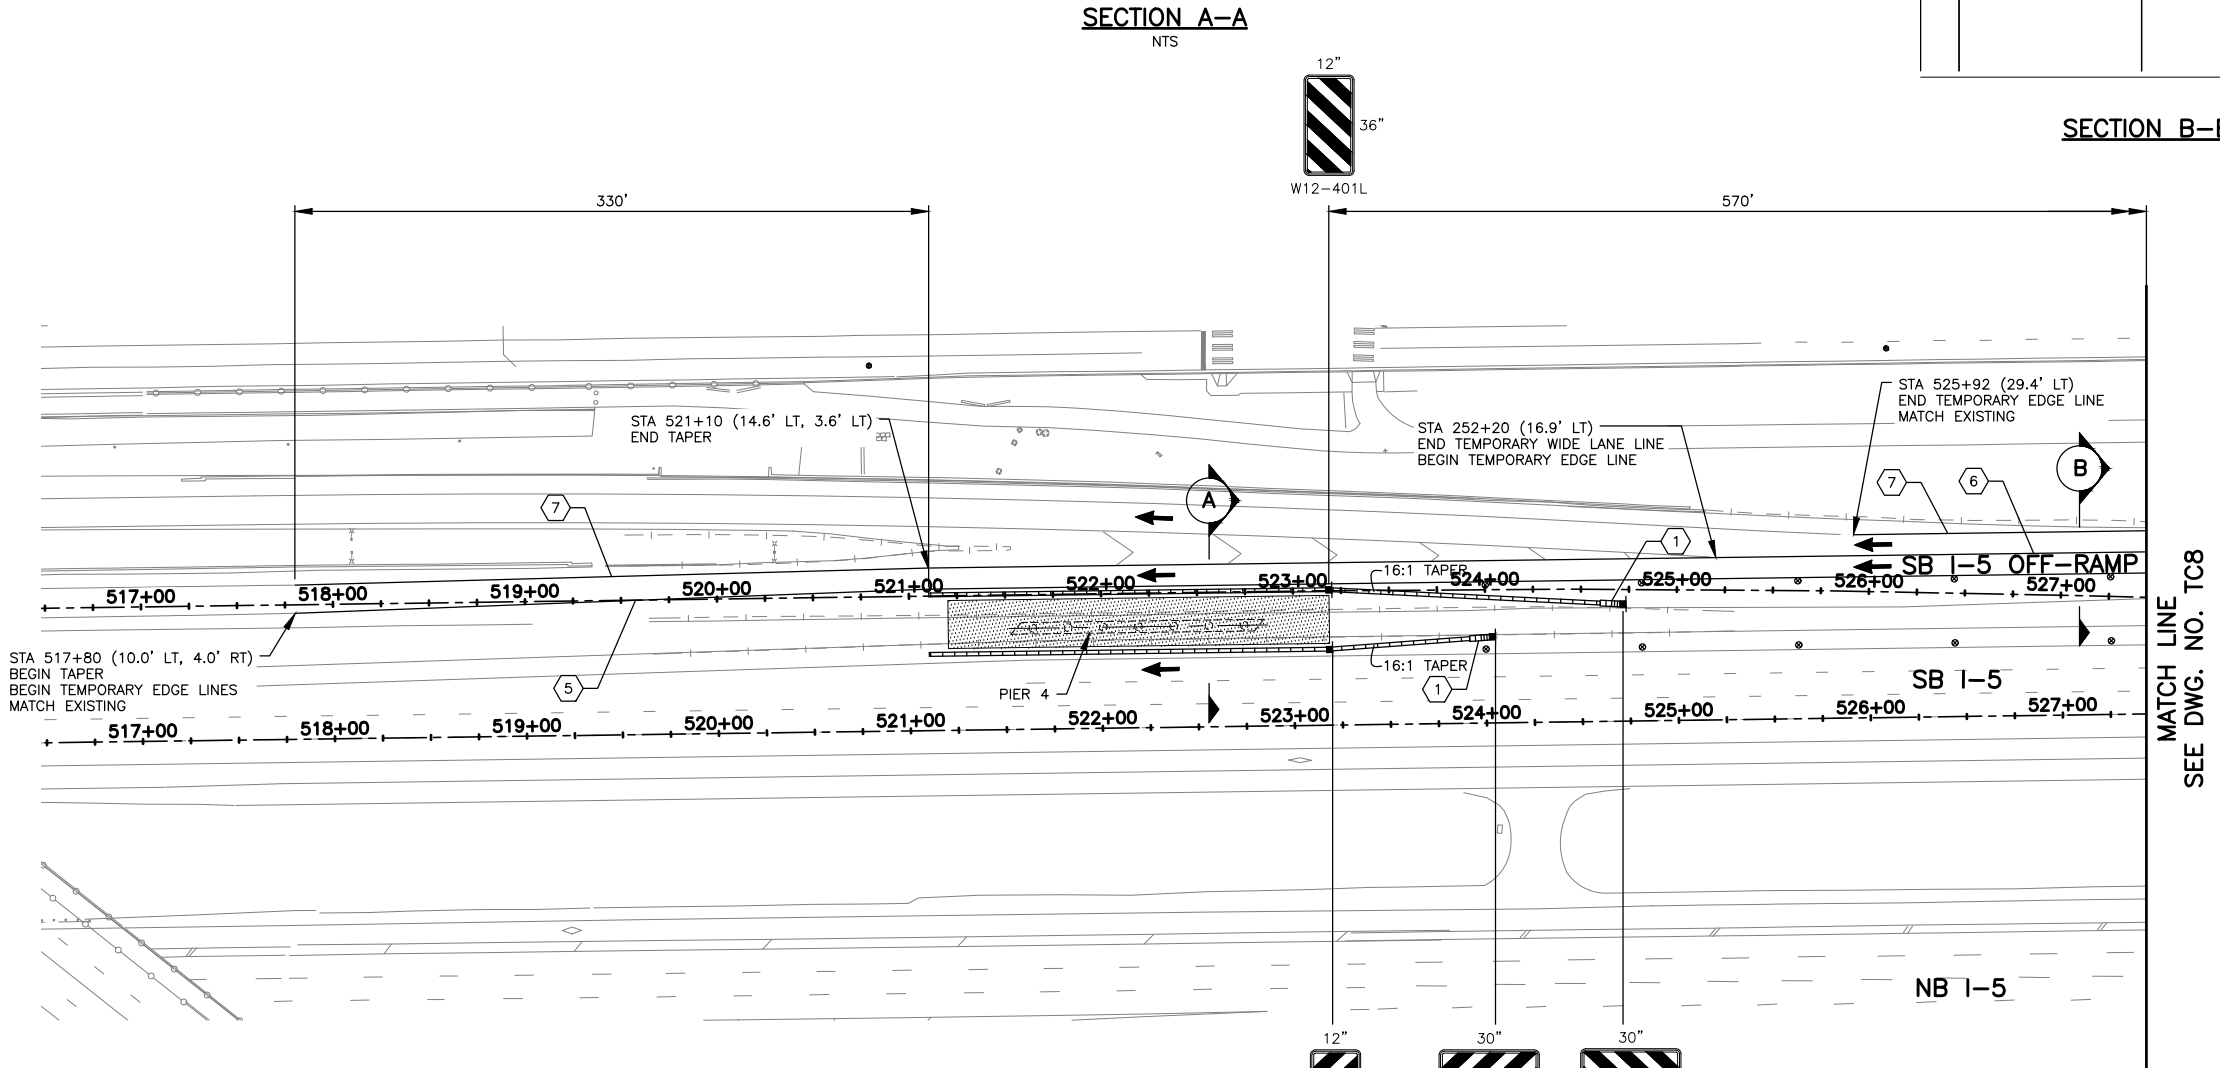 SECTION A-A
NTS
12"
36"
W12-401L
SECTION B-
330'
570'
STA 525+92 (29.4' LT)
END TEMPORARY EDGE LINE
MATCH EXISTING
STA 521+10 (14.6' LT, 3.6' LT)
END TAPER
STA 252+20 (16.9' LT)
END TEMPORARY WIDE LANE LINE
BEGIN TEMPORARY EDGE LINE
A
B
7
7
6
1
SB I-5 OFF-RAMP
16:1 TAPER
517+00
518+00
519+00
520+00
521+00
522+00
523+00
524+00
525+00
526+00
527+00
STA 517+80 (10.0' LT, 4.0' RT)
BEGIN TAPER
BEGIN TEMPORARY EDGE LINES
MATCH EXISTING
5
PIER 4
16:1 TAPER
1
SB I-5
517+00
518+00
519+00
520+00
521+00
522+00
523+00
524+00
525+00
526+00
527+00
MATCH LINE
SEE DWG. NO. TC8
NB I-5
12"
30"
30"